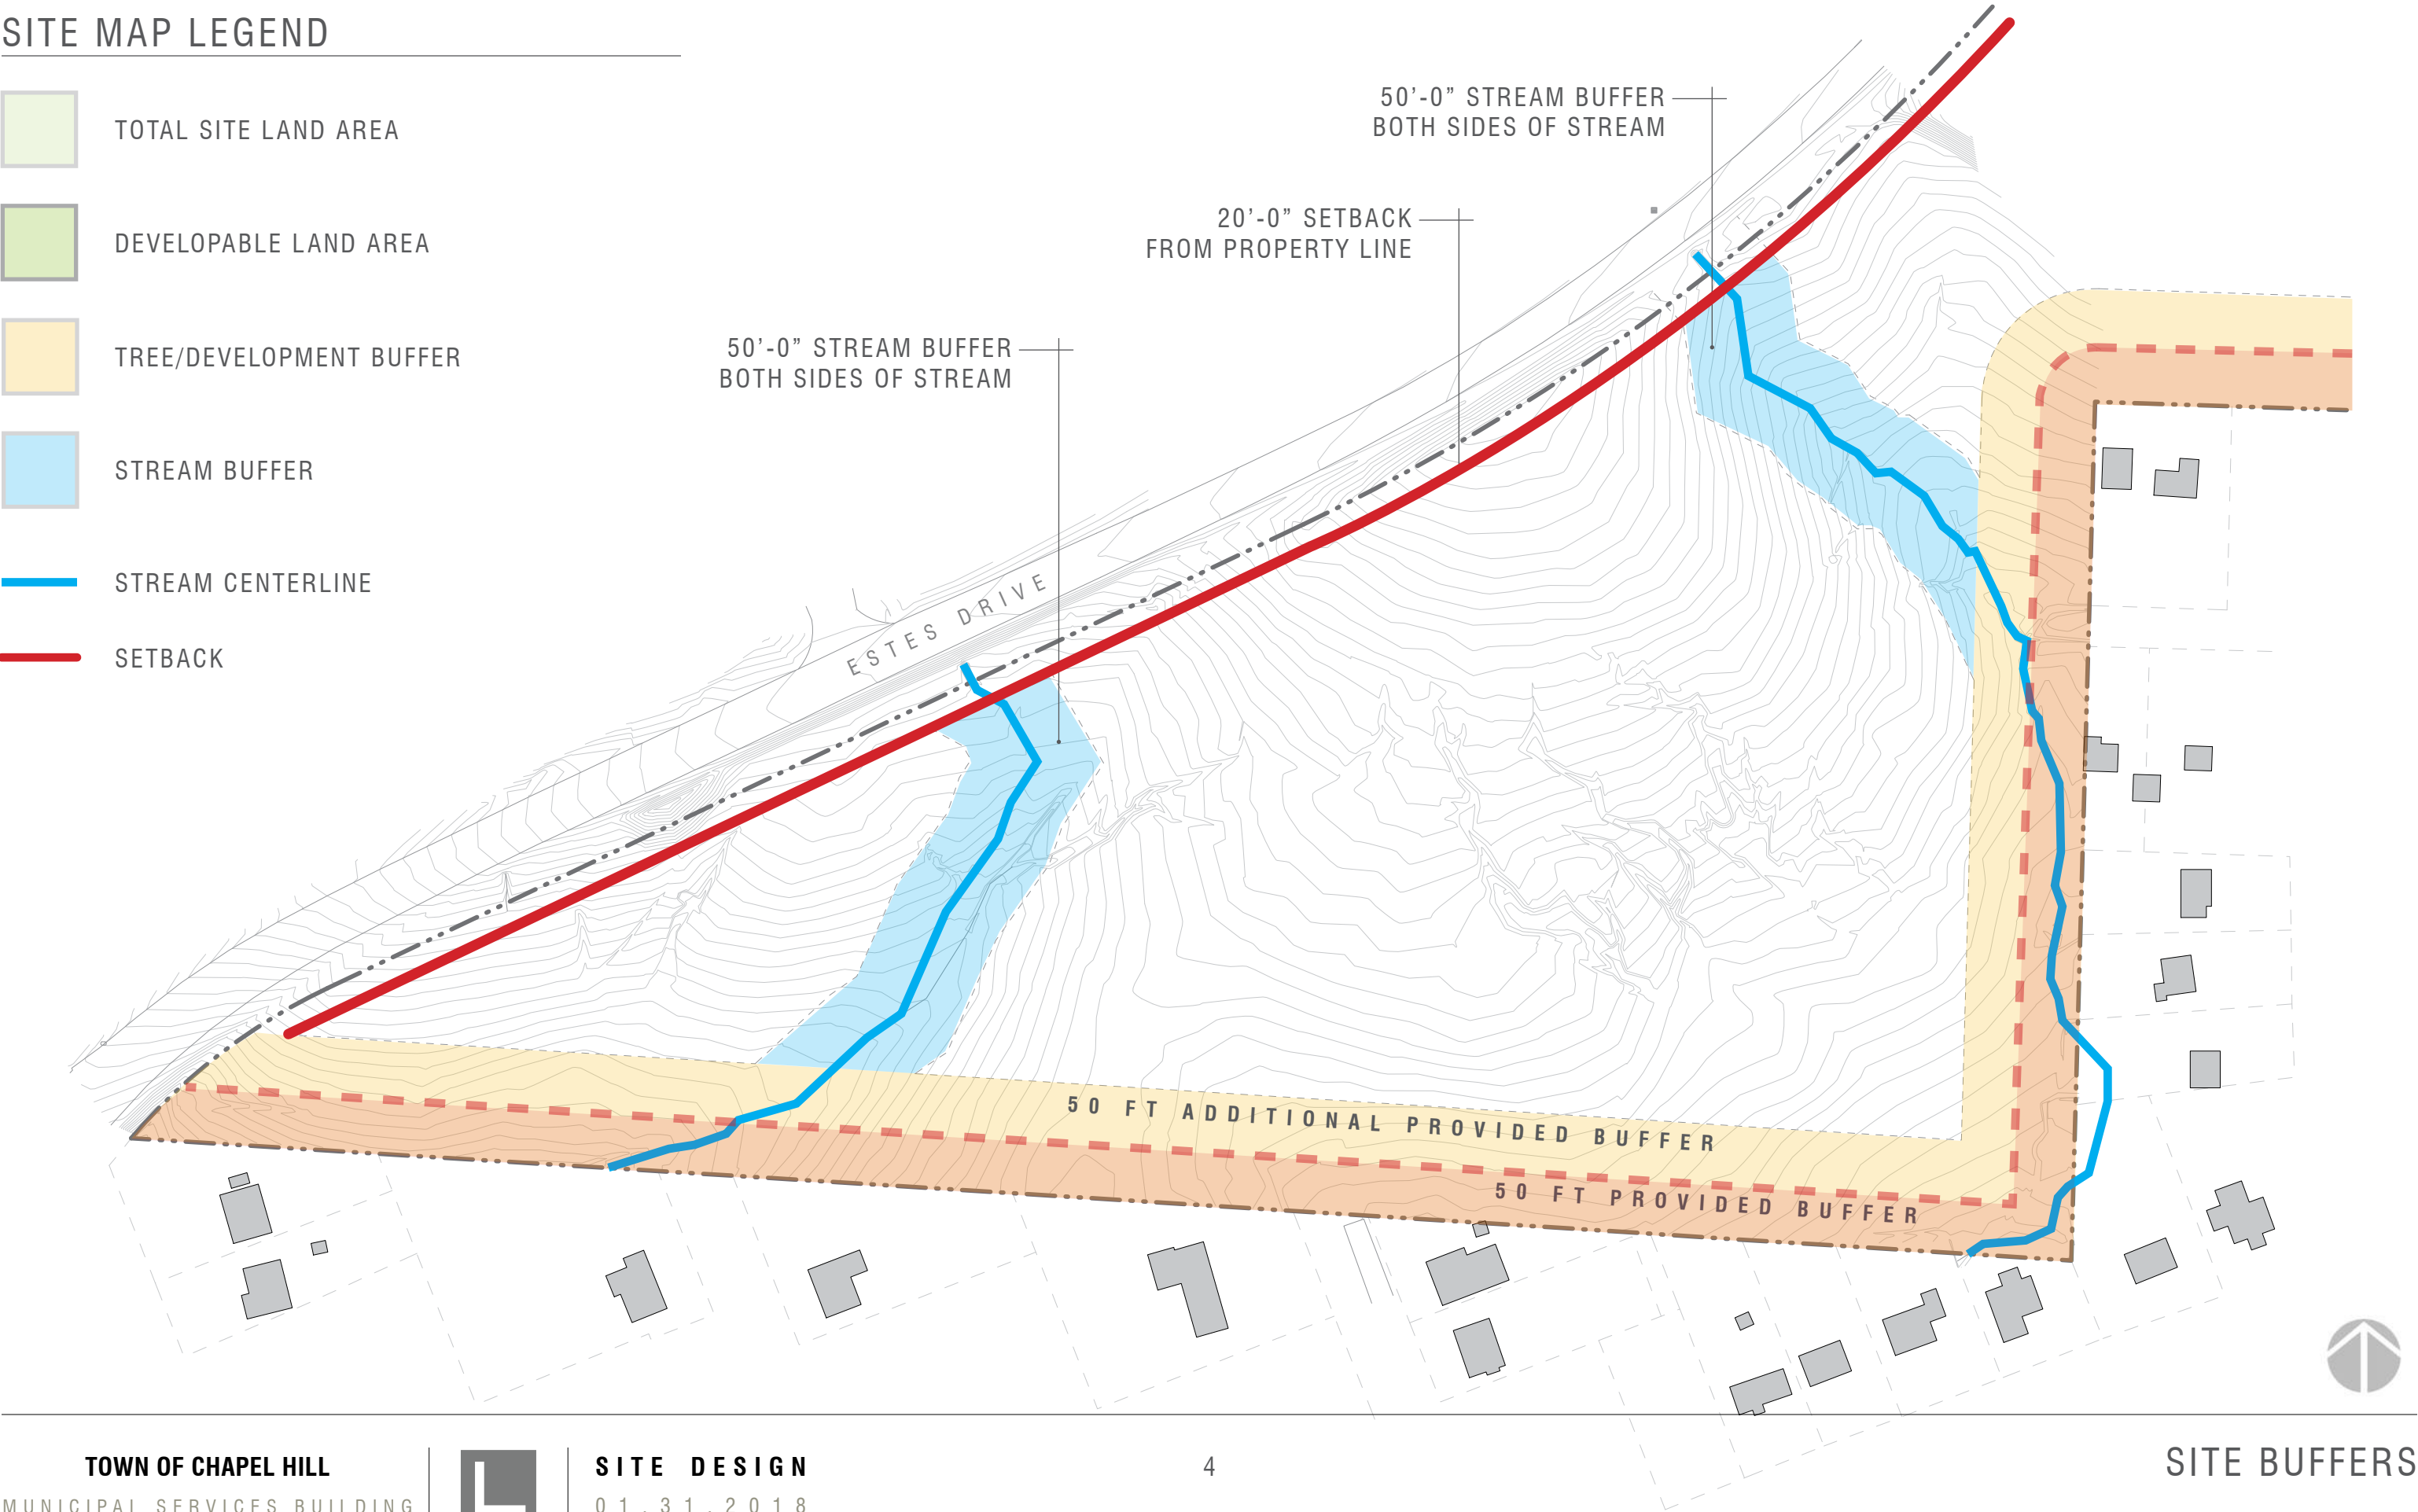 SITE MAP LEGEND
TOTAL SITE LAND AREA
DEVELOPABLE LAND AREA
TREE/DEVELOPMENT BUFFER
STREAM BUFFER
STREAM CENTERLINE
SETBACK
50’-0” STREAM BUFFER
BOTH SIDES OF STREAM
20’-0” SETBACK
FROM PROPERTY LINE
50’-0” STREAM BUFFER
BOTH SIDES OF STREAM
ESTES DRIVE
50 FT ADDITIONAL PROVIDED BUFFER
50 FT PROVIDED BUFFER
TOWN OF CHAPEL HILL
MUNICIPAL SERVICES BUILDING
SITE DESIGN
01.31.2018
4
SITE BUFFERS